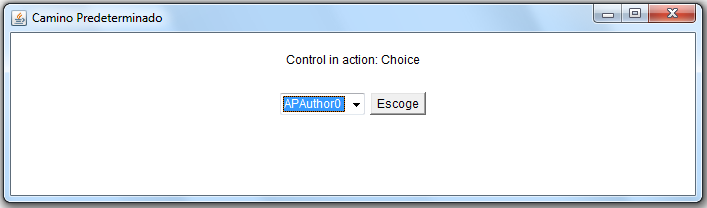 Camino Predeterminado
Control in action: Choice
APAuthor0 Escoge